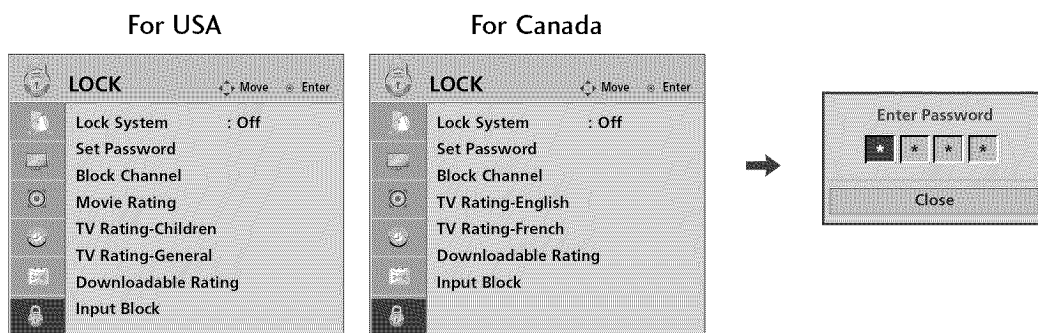 For USA
LOCK
Move Enter
Lock System : Off
Set Password
Block Channel
Movie Rating
TV Rating-Children
TV Rating-General
Downloadable Rating
Input Block
For Canada
LOCK
Move Enter
Lock System : Off
Set Password
Block Channel
TV Rating-English
TV Rating-French
Downloadable Rating
Input Block
Enter Password
* * * *
Close